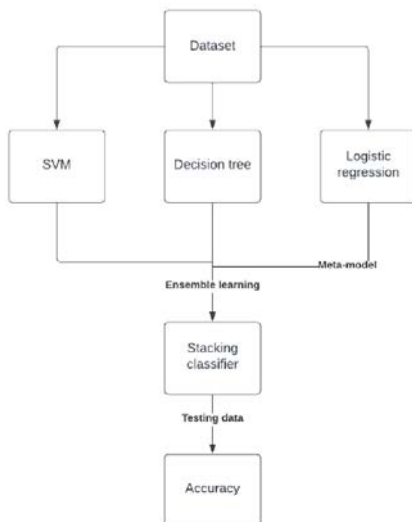 Dataset
SVM
Decision tree
Logistic
regression
Meta-model
Ensemble learning
Stacking
classifier
Testing data
Accuracy